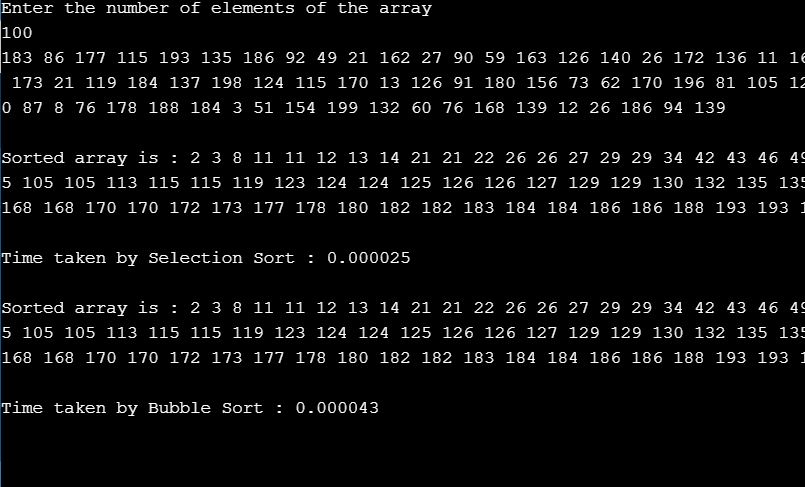 Enter the number of elements of the array
100
183 86 177 115 193 135 186 92 49 21 162 27 90 59 163 126 140 26 172 136 11 16
173 21 119 184 137 198 124 115 170 13 126 91 180 156 73 62 170 196 81 105 12
0 87 8 76 178 188 184 3 51 154 199 132 60 76 168 139 12 26 186 94 139
Sorted array is : 2 3 8 11 11 12 13 14 21 21 22 26 26 27 29 29 34 42 43 46 49
5 105 105 113 115 115 119 123 124 124 125 126 126 127 129 129 130 132 135 135
168 168 170 170 172 173 177 178 180 182 182 183 184 184 186 186 188 193 193 1
Time taken by Selection Sort : 0.000025
Sorted array is : 2 3 8 11 11 12 13 14 21 21 22 26 26 27 29 29 34 42 43 46 49
5 105 105 113 115 115 119 123 124 124 125 126 126 127 129 129 130 132 135 135
168 168 170 170 172 173 177 178 180 182 182 183 184 184 186 186 188 193 193 1
Time taken by Bubble Sort : 0.000043